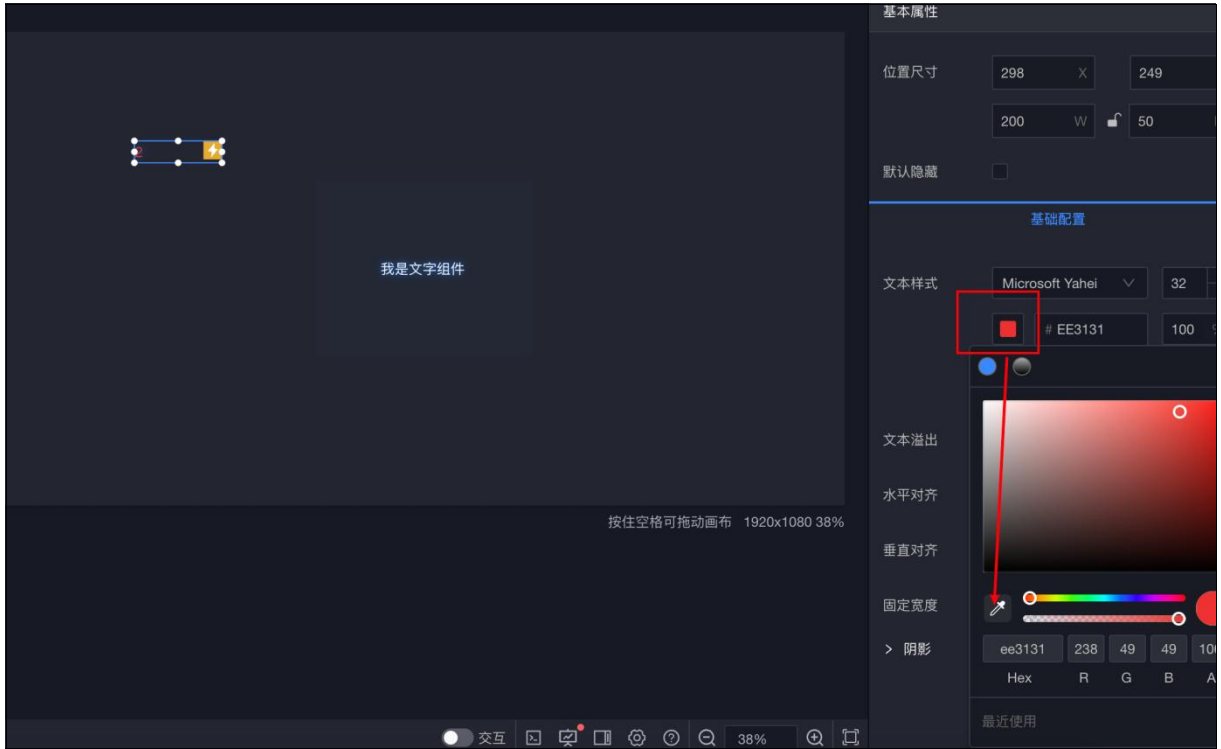 基本属性
位置尺寸
298 X
249
200 W
50
默认隐藏
2
基础配置
我是文字组件
文本样式
Microsoft Yahei
32
# EE3131
100 %
文本溢出
水平对齐
按住空格可拖动画布 1920x1080 38%
垂直对齐
固定宽度
> 阴影
ee3131 238 49 49
Hex R G B A
最近使用
交互
38%